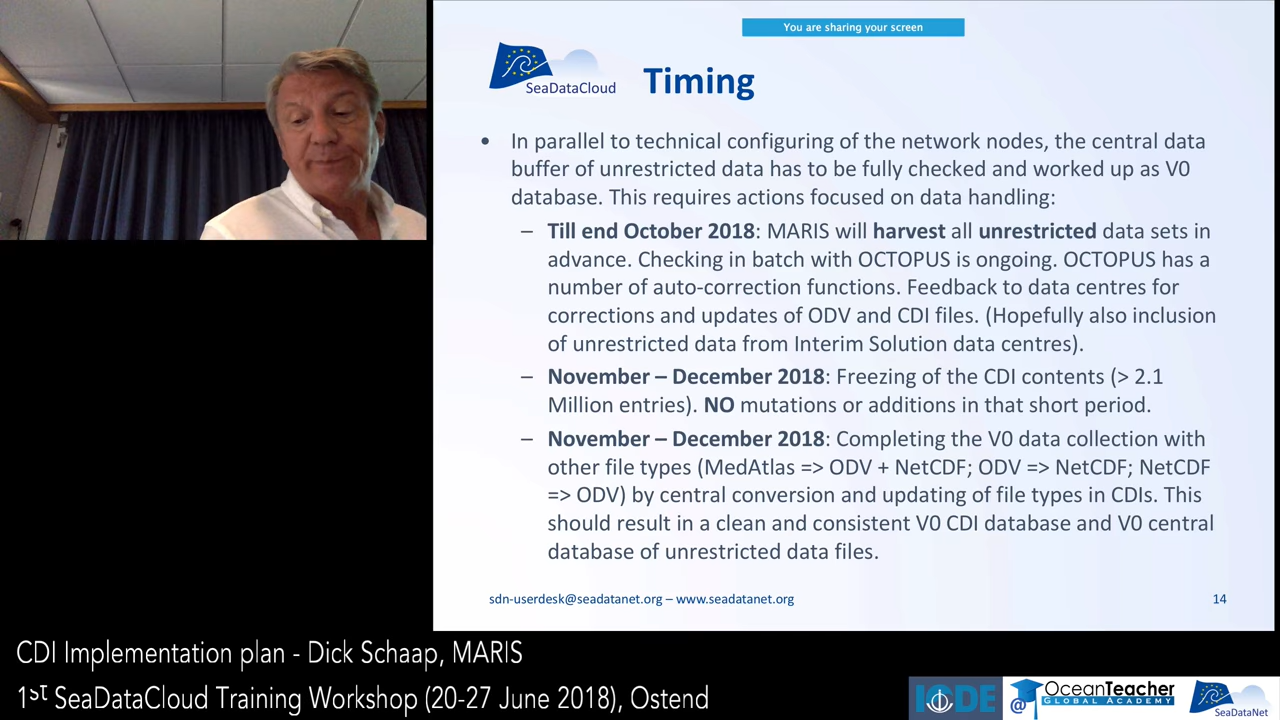 You are sharing your screen
SeaDataCloud
Timing
• In parallel to technical configuring of the network nodes, the central data
buffer of unrestricted data has to be fully checked and worked up as V0
database. This requires actions focused on data handling:
– Till end October 2018: MARIS will harvest all unrestricted data sets in
advance. Checking in batch with OCTOPUS is ongoing. OCTOPUS has a
number of auto-correction functions. Feedback to data centres for
corrections and updates of ODV and CDI files. (Hopefully also inclusion
of unrestricted data from Interim Solution data centres).
– November – December 2018: Freezing of the CDI contents (> 2.1
Million entries). NO mutations or additions in that short period.
– November – December 2018: Completing the V0 data collection with
other file types (MedAtlas => ODV + NetCDF; ODV => NetCDF; NetCDF
=> ODV) by central conversion and updating of file types in CDIs. This
should result in a clean and consistent V0 CDI database and V0 central
database of unrestricted data files.
sdn-userdesk@seadatanet.org – www.seadatanet.org
14
CDI Implementation plan - Dick Schaap, MARIS
1st SeaDataCloud Training Workshop (20-27 June 2018), Ostend
IODE
@
OceanTeacher
GLOBAL ACADEMY
SeaDataNet